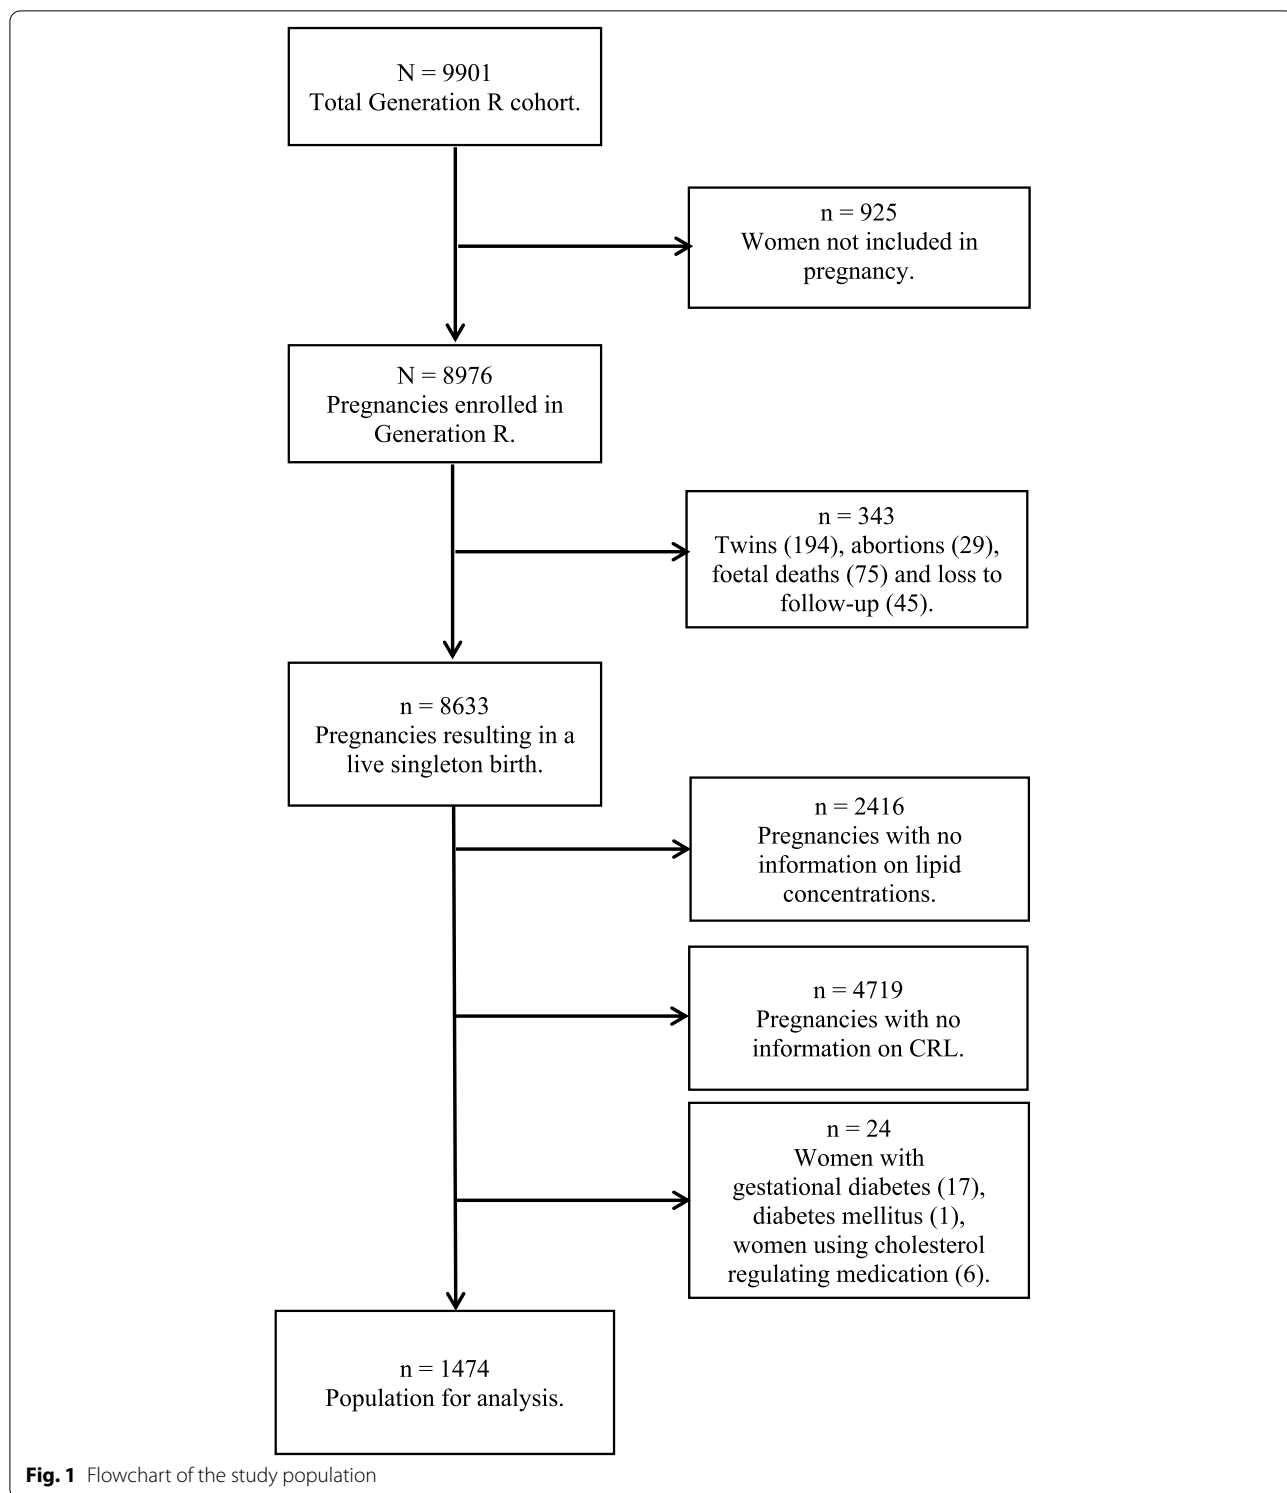 N = 9901
Total Generation R cohort.
n = 925
Women not included in
pregnancy.
N = 8976
Pregnancies enrolled in
Generation R.
n = 343
Twins (194), abortions (29),
foetal deaths (75) and loss to
follow-up (45).
n = 8633
Pregnancies resulting in a
live singleton birth.
n = 2416
Pregnancies with no
information on lipid
concentrations.
n = 4719
Pregnancies with no
information on CRL.
n = 24
Women with
gestational diabetes (17),
diabetes mellitus (1),
women using cholesterol
regulating medication (6).
n = 1474
Population for analysis.
Fig. 1 Flowchart of the study population